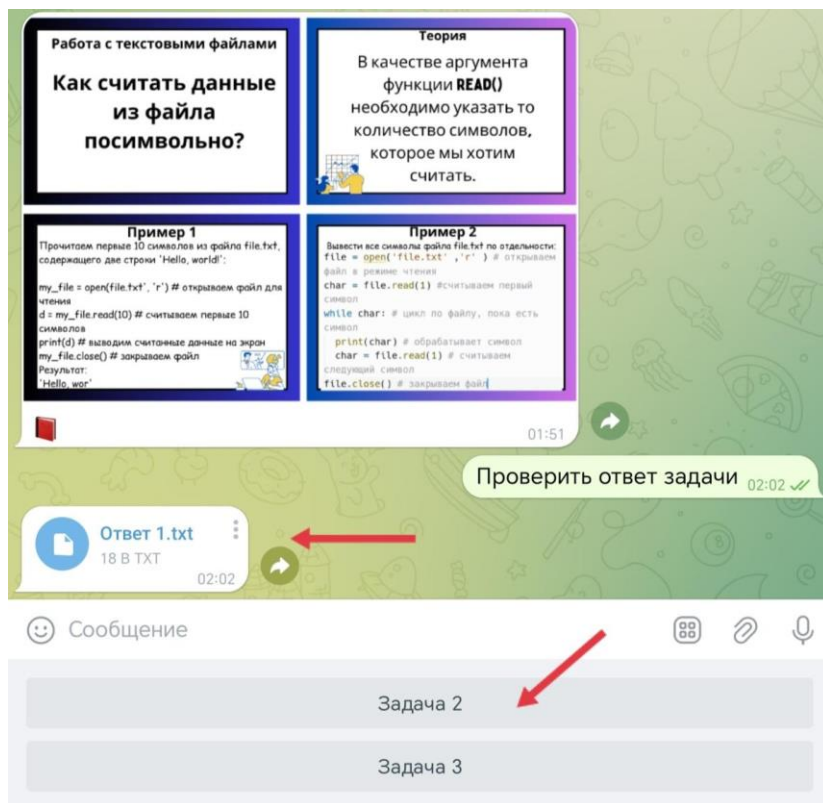 Работа с текстовыми файлами
Как считать данные
из файла
посимвольно?
Теория
В качестве аргумента
функции READ()
необходимо указать то
количество символов,
которое мы хотим
считать.
Пример 1
Прочитаем первые 10 символов из файла file.txt,
содержащего две строки 'Hello, world!':
my_file = open(file.txt', 'r') # открываем файл для
чтения
d = my_file.read(10) # считываем первые 10
символов
print(d) # выводим считанные данные на экран
my_file.close() # закрываем файл
Результат:
'Hello, wor'
Пример 2
Вывести все символы файла file.txt по отдельности:
file = open('file.txt' ,'r' ) # открываем
файл в режиме чтения
char = file.read(1) #считываем первый
символ
while char: # цикл по файлу, пока есть
символ
print(char) # обрабатывает символ
char = file.read(1) # считываем
следующий символ
file.close() # закрываем файл
01:51
Проверить ответ задачи 02:02
Ответ 1.txt
18 B TXT
02:02
Сообщение
Задача 2
Задача 3